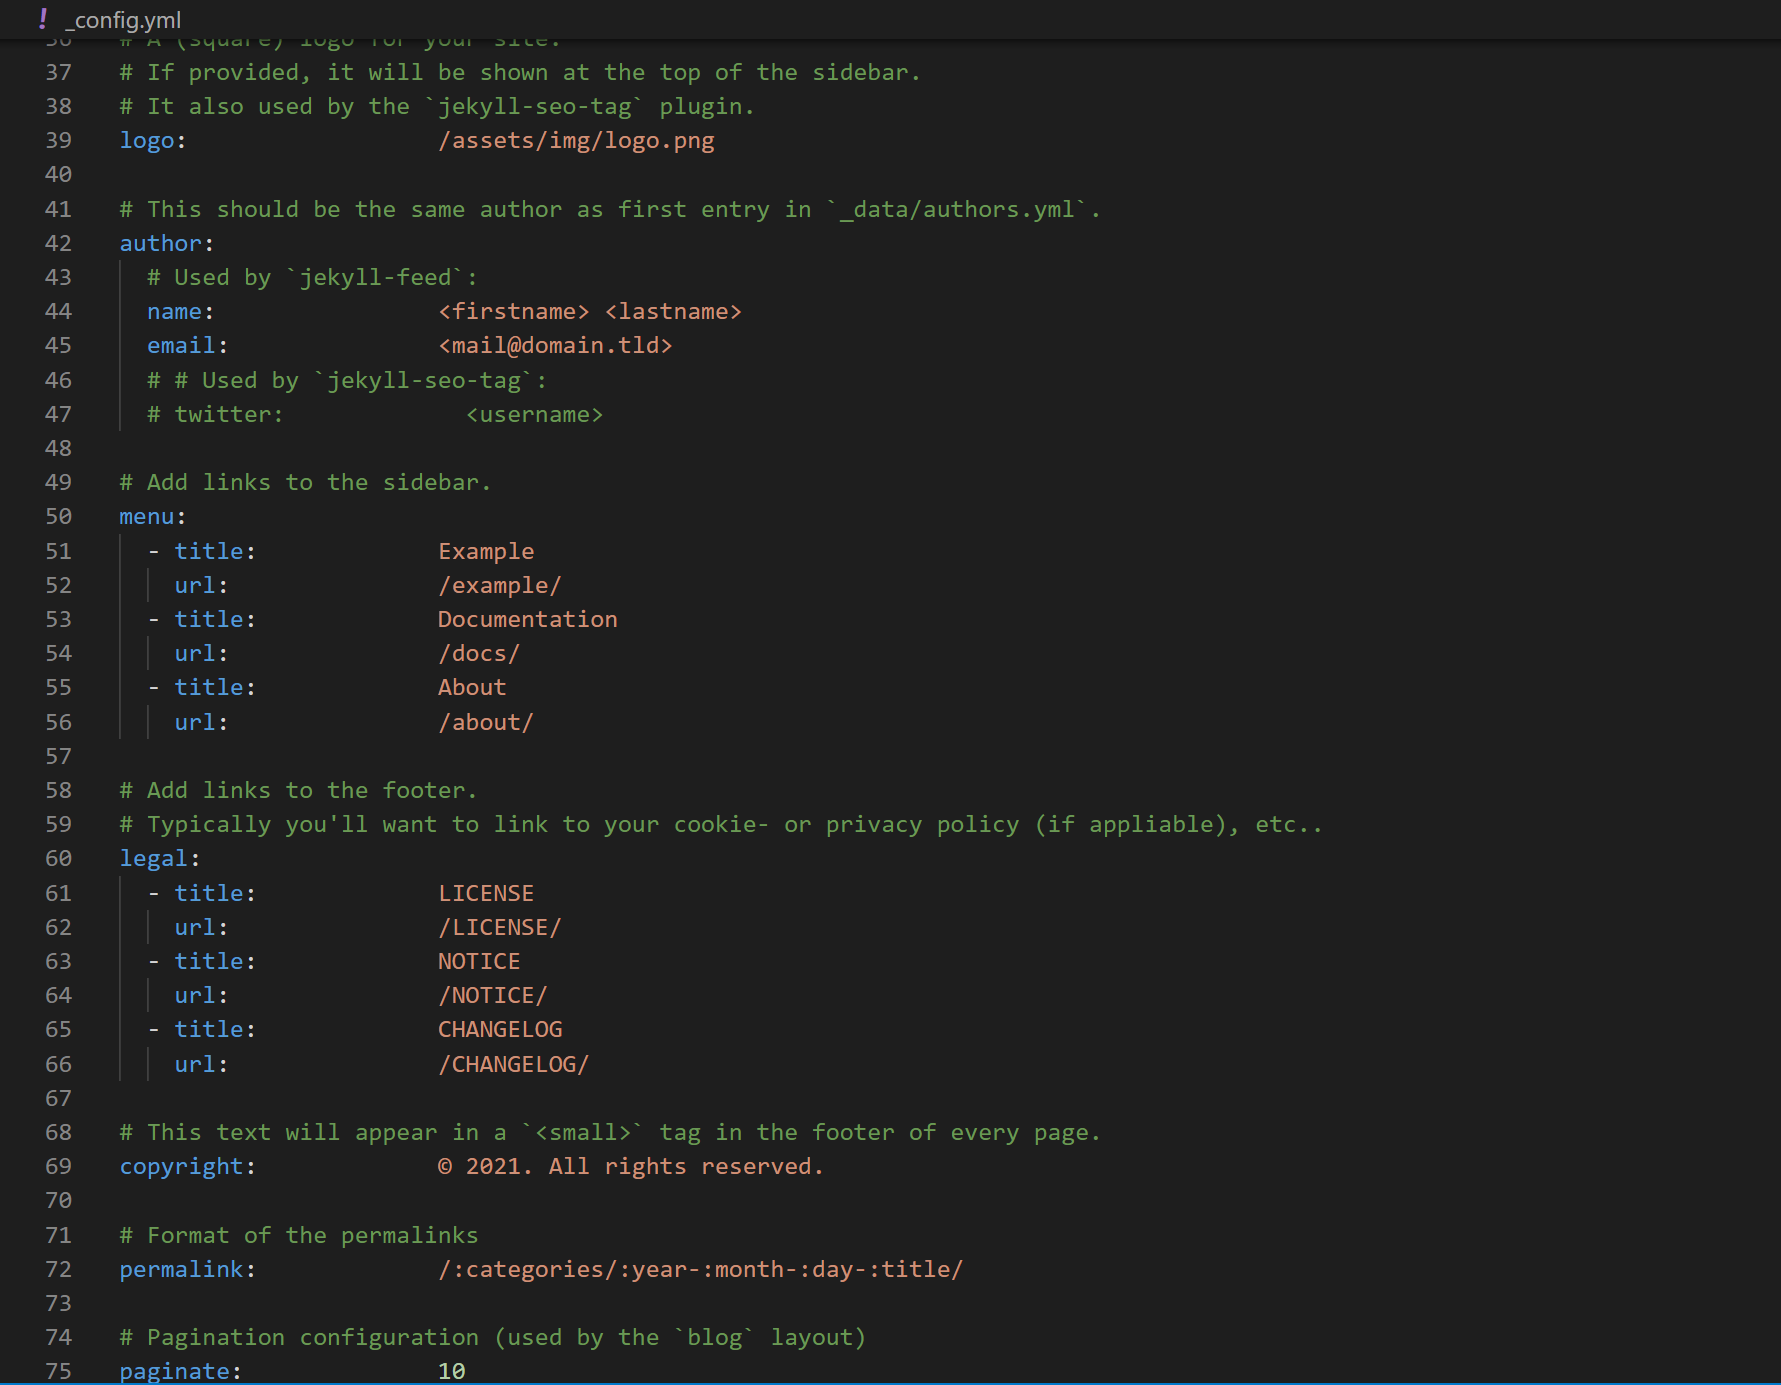 ! _config.yml
36 # A (square) logo for your site.
37 # If provided, it will be shown at the top of the sidebar.
38 # It also used by the `jekyll-seo-tag` plugin.
39 logo: /assets/img/logo.png
40
41 # This should be the same author as first entry in `_data/authors.yml`.
42 author:
43 # Used by `jekyll-feed`:
44 name: <firstname> <lastname>
45 email: <mail@domain.tld>
46 # # Used by `jekyll-seo-tag`:
47 # twitter: <username>
48
49 # Add links to the sidebar.
50 menu:
51 - title: Example
52 url: /example/
53 - title: Documentation
54 url: /docs/
55 - title: About
56 url: /about/
57
58 # Add links to the footer.
59 # Typically you'll want to link to your cookie- or privacy policy (if appliable), etc..
60 legal:
61 - title: LICENSE
62 url: /LICENSE/
63 - title: NOTICE
64 url: /NOTICE/
65 - title: CHANGELOG
66 url: /CHANGELOG/
67
68 # This text will appear in a `<small>` tag in the footer of every page.
69 copyright: © 2021. All rights reserved.
70
71 # Format of the permalinks
72 permalink: /:categories/:year-:month-:day-:title/
73
74 # Pagination configuration (used by the `blog` layout)
75 paginate: 10